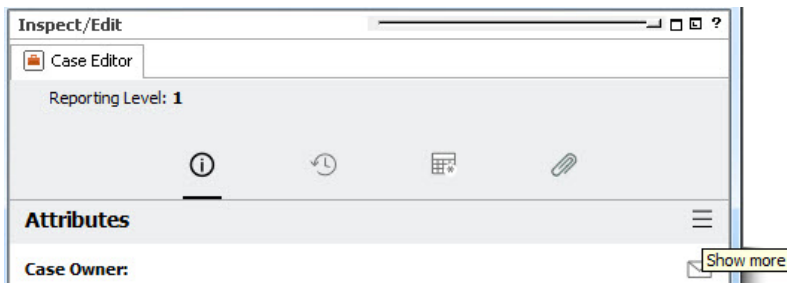 Inspect/Edit ?
Case Editor
Reporting Level: 1
Attributes
Case Owner:
Show more